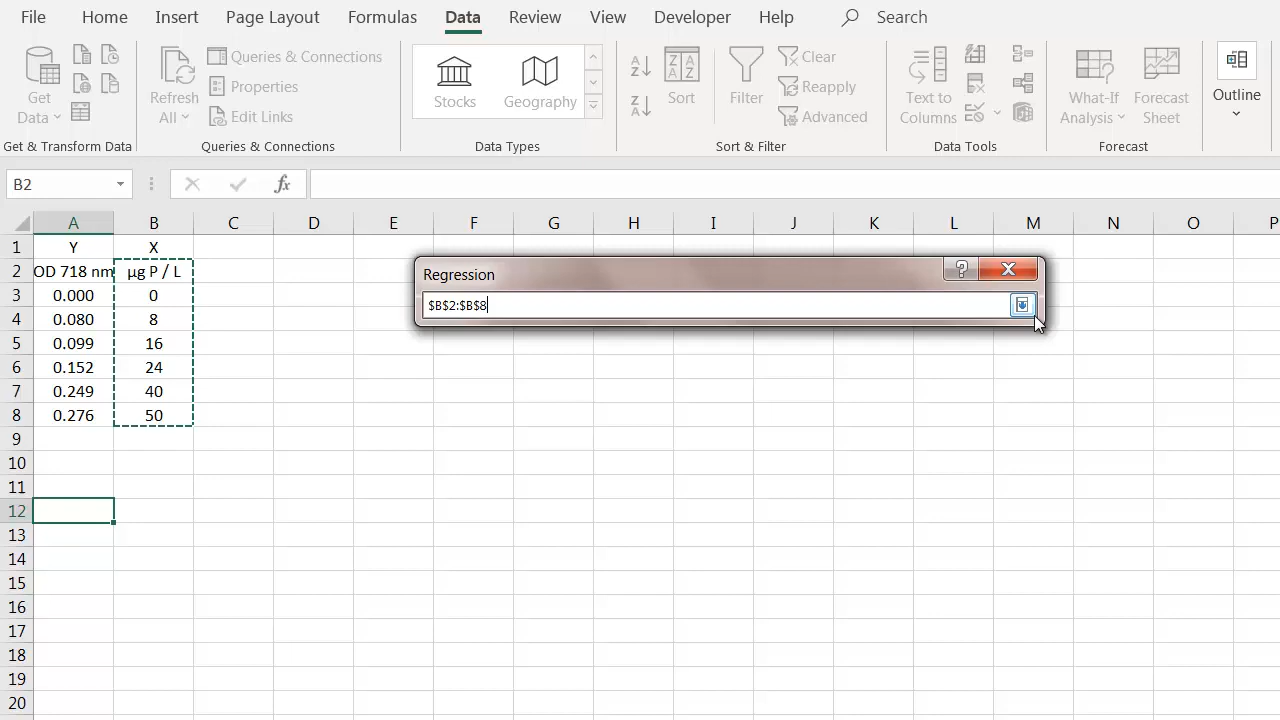 File Home Insert Page Layout Formulas Data Review View Developer Help Search
Get Data
Refresh All
Queries & Connections
Properties
Edit Links
Stocks
Geography
Sort
Filter
Clear
Reapply
Advanced
Text to Columns
What-If Analysis
Forecast Sheet
Outline
Get & Transform Data Queries & Connections Data Types Sort & Filter Data Tools Forecast
B2 fx
A B C D E F G H I J K L M N O P
1 Y X
2 OD 718 nm µg P / L
3 0.000 0
4 0.080 8
5 0.099 16
6 0.152 24
7 0.249 40
8 0.276 50
9
10
11
12
13
14
15
16
17
18
19
20
Regression
?
$B$2:$B$8